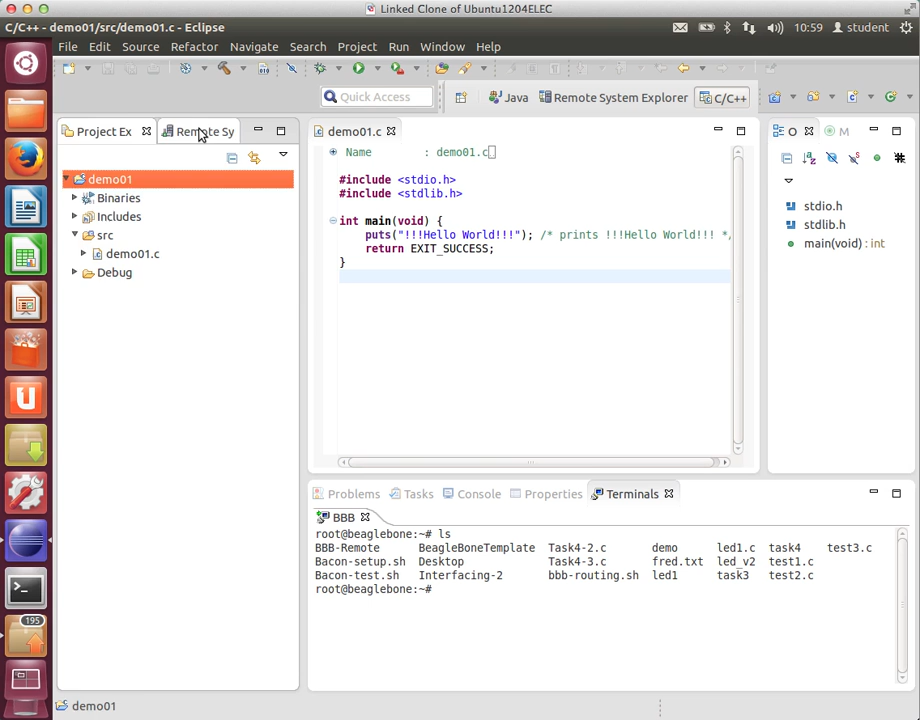 Linked Clone of Ubuntu1204ELEC
C/C++ - demo01/src/demo01.c - Eclipse
10:59
student
File Edit Source Refactor Navigate Search Project Run Window Help
Quick Access
Java
Remote System Explorer
C/C++
Project Ex
Remote Sy
demo01
Binaries
Includes
src
demo01.c
Debug
demo01.c
Name : demo01.c
#include <stdio.h>
#include <stdlib.h>
int main(void) {
puts("!!!Hello World!!!"); /* prints !!!Hello World!!! *,
return EXIT_SUCCESS;
}
O
M
stdio.h
stdlib.h
main(void) : int
Problems Tasks Console Properties Terminals
BBB
root@beaglebone:~# ls
BBB-Remote BeagleBoneTemplate Task4-2.c demo led1.c task4 test3.c
Bacon-setup.sh Desktop Task4-3.c fred.txt led_v2 test1.c
Bacon-test.sh Interfacing-2 bbb-routing.sh led1 task3 test2.c
root@beaglebone:~#
195
demo01